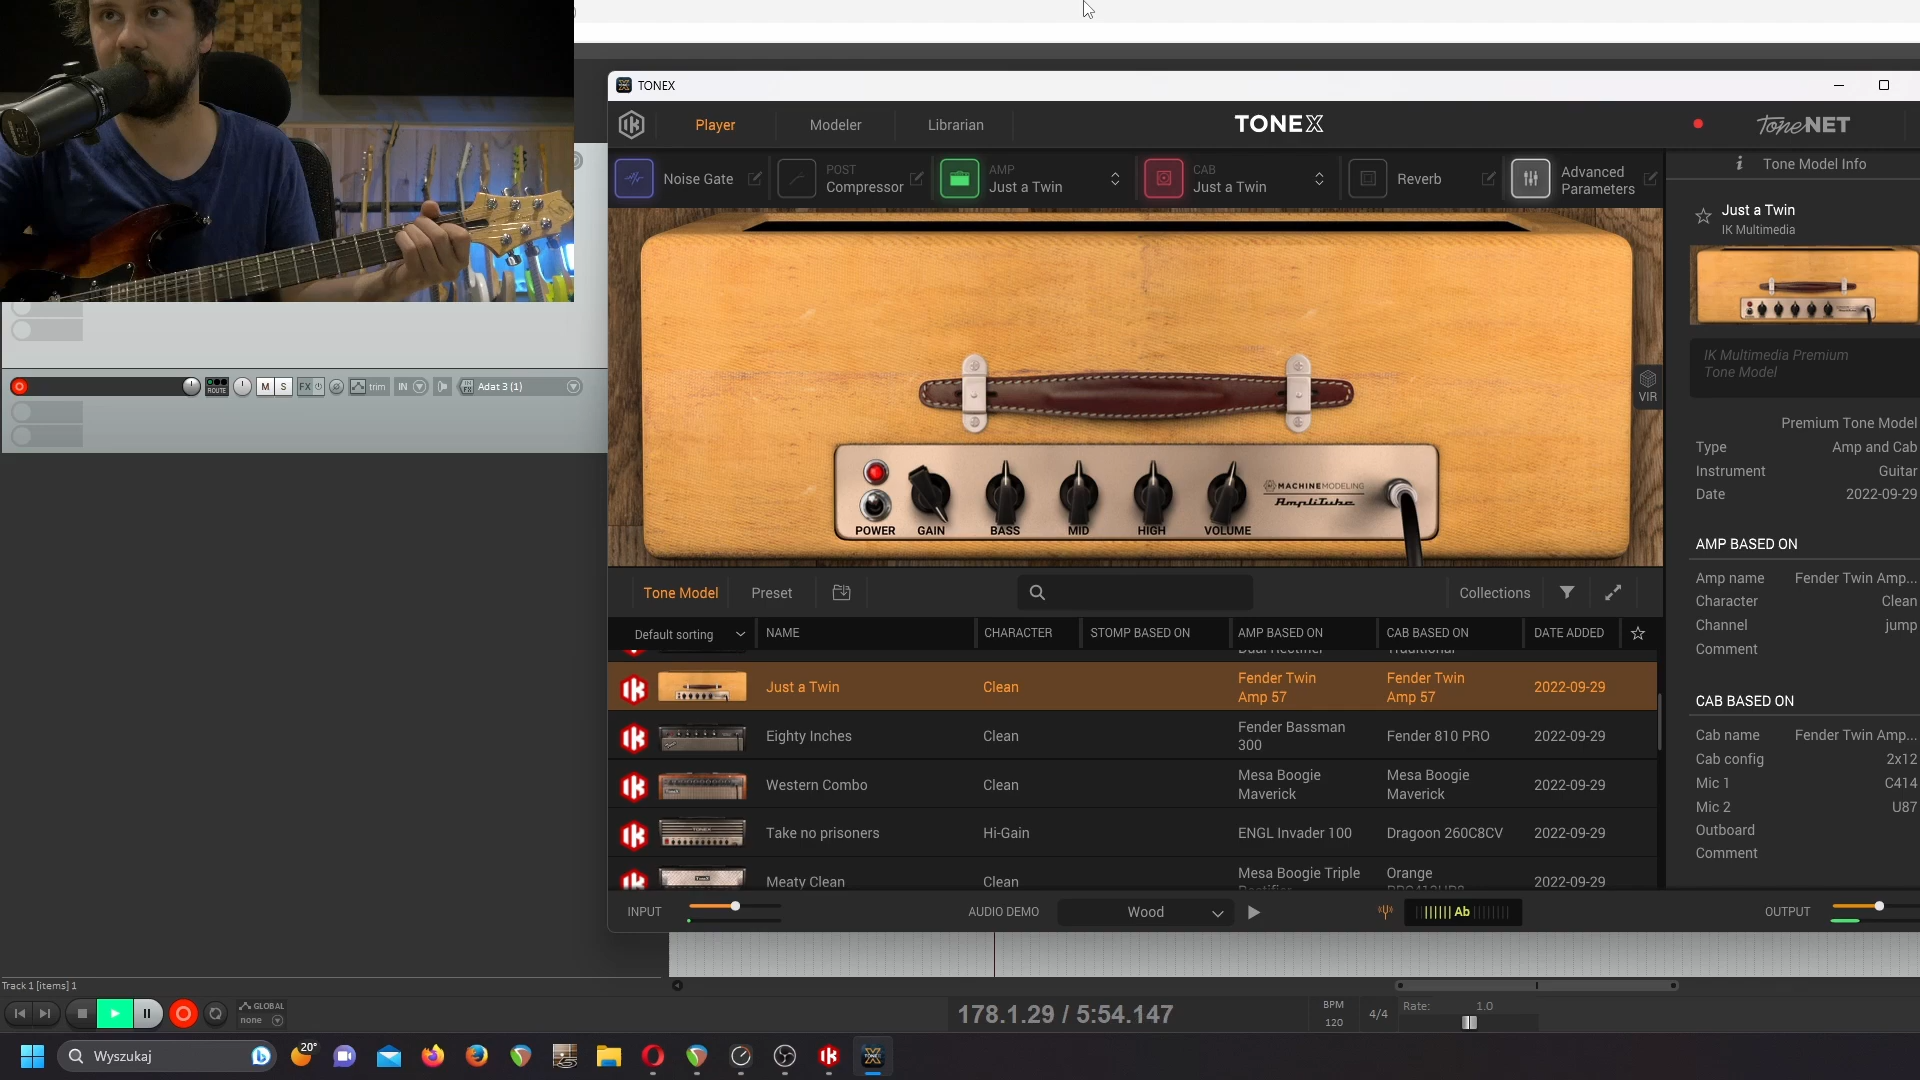 TONEX
Player
Modeler
Librarian
TONEX
ToneNET
Noise Gate
POST
Compressor
AMP
Just a Twin
CAB
Just a Twin
Reverb
Advanced
Parameters
Tone Model Info
Just a Twin
IK Multimedia
IK Multimedia Premium
Tone Model
VIR
Premium Tone Model
Type Amp and Cab
Instrument Guitar
Date 2022-09-29
AMP BASED ON
Amp name Fender Twin Amp...
Character Clean
Channel jump
Comment
CAB BASED ON
Cab name Fender Twin Amp...
Cab config 2x12
Mic 1 C414
Mic 2 U87
Outboard
Comment
ROUTE
M S FX trim IN FX Adat 3 (1)
MACHINEMODELING
AmpliTube
POWER GAIN BASS MID HIGH VOLUME
Tone Model
Preset
Collections
Default sorting
NAME CHARACTER STOMP BASED ON AMP BASED ON CAB BASED ON DATE ADDED
Dual Rectifier Traditional
Just a Twin Clean Fender Twin Amp 57 Fender Twin Amp 57 2022-09-29
Eighty Inches Clean Fender Bassman 300 Fender 810 PRO 2022-09-29
Western Combo Clean Mesa Boogie Maverick Mesa Boogie Maverick 2022-09-29
Take no prisoners Hi-Gain ENGL Invader 100 Dragoon 260C8CV 2022-09-29
Meaty Clean Clean Mesa Boogie Triple Orange 2022-09-29
INPUT
AUDIO DEMO
Wood
Ab
OUTPUT
Track 1 [items] 1
GLOBAL
none
178.1.29 / 5:54.147
BPM
120
4/4
Rate: 1.0
Wyszukaj
20°